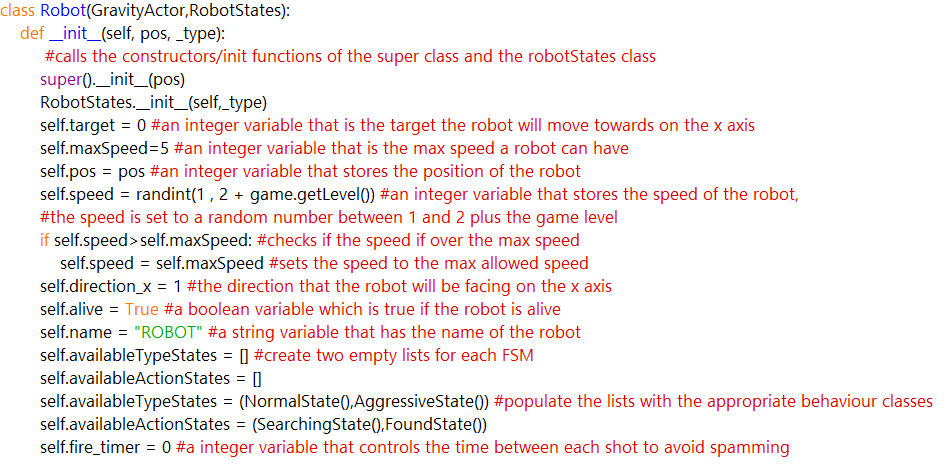 class Robot(GravityActor,RobotStates):
def __init__(self, pos, _type):
#calls the constructors/init functions of the super class and the robotStates class
super().__init__(pos)
RobotStates.__init__(self,_type)
self.target = 0 #an integer variable that is the target the robot will move towards on the x axis
self.maxSpeed=5 #an integer variable that is the max speed a robot can have
self.pos = pos #an integer variable that stores the position of the robot
self.speed = randint(1 , 2 + game.getLevel()) #an integer variable that stores the speed of the robot,
#the speed is set to a random number between 1 and 2 plus the game level
if self.speed>self.maxSpeed: #checks if the speed if over the max speed
self.speed = self.maxSpeed #sets the speed to the max allowed speed
self.direction_x = 1 #the direction that the robot will be facing on the x axis
self.alive = True #a boolean variable which is true if the robot is alive
self.name = "ROBOT" #a string variable that has the name of the robot
self.availableTypeStates = [] #create two empty lists for each FSM
self.availableActionStates = []
self.availableTypeStates = (NormalState(),AggressiveState()) #populate the lists with the appropriate behaviour classes
self.availableActionStates = (SearchingState(),FoundState())
self.fire_timer = 0 #a integer variable that controls the time between each shot to avoid spamming